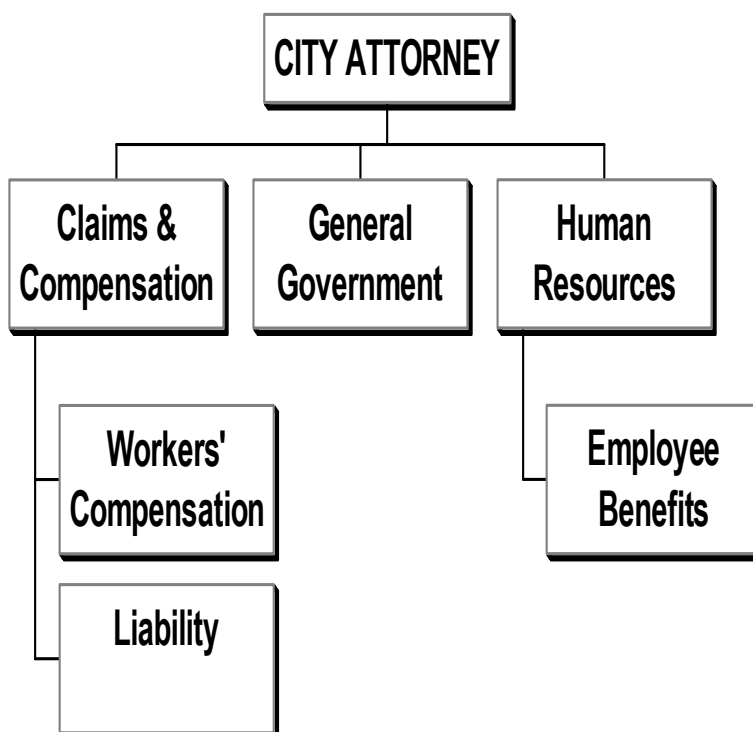 CITY ATTORNEY
Claims &
Compensation
General
Government
Human
Resources
Workers'
Compensation
Employee
Benefits
Liability